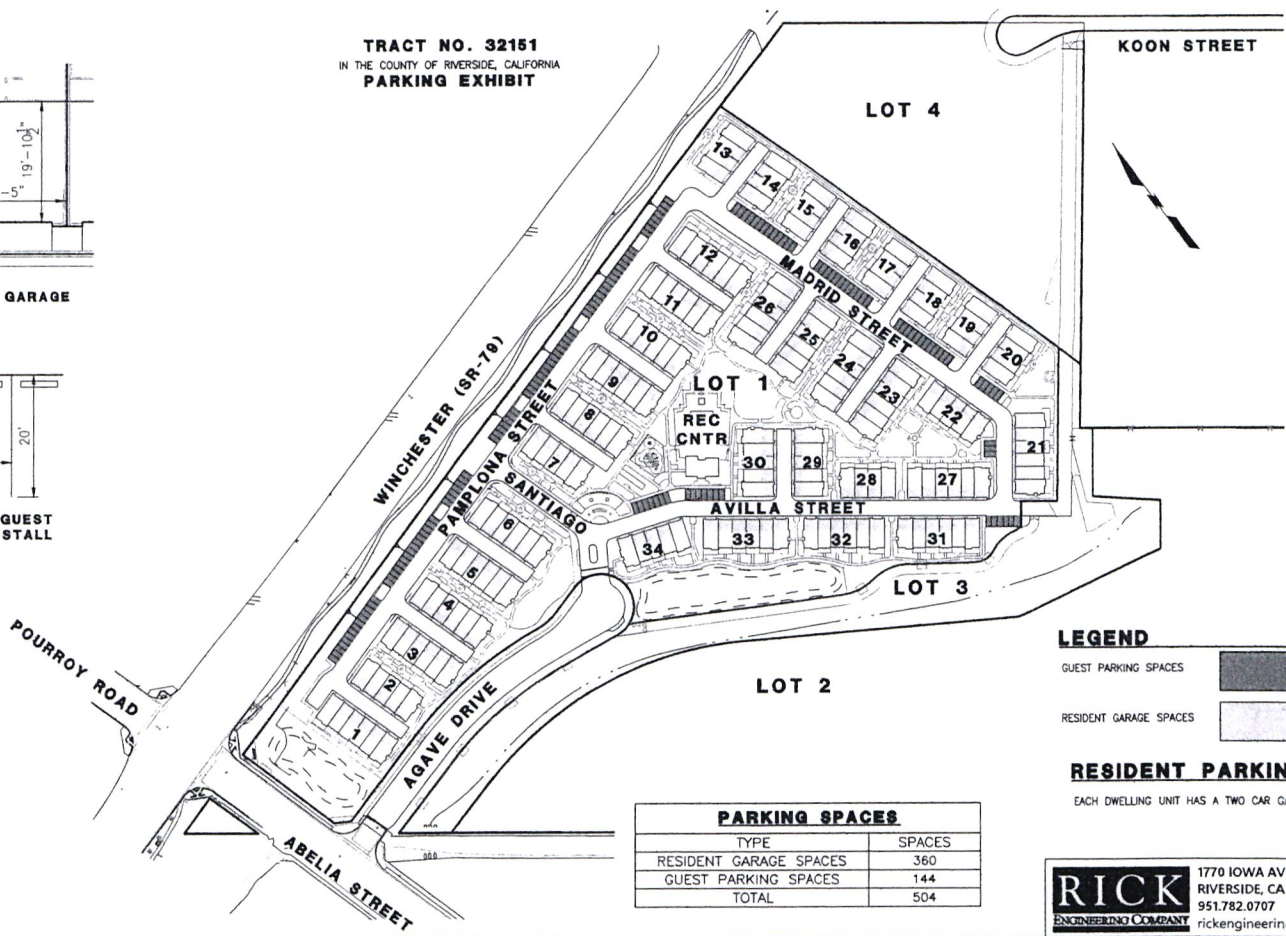 TRACT NO. 32151
IN THE COUNTY OF RIVERSIDE, CALIFORNIA
PARKING EXHIBIT
KOON STREET
LOT 4
19'-10½"
-5"
GARAGE
20'
GUEST
STALL
13
14
15
16
17
18
19
20
MADRID STREET
12
11
10
9
8
7
26
25
24
23
22
21
LOT 1
REC
CNTR
30
29
28
27
WINCHESTER (SR-79)
PAMPLONA STREET
SANTIAGO
AVILLA STREET
34
33
32
31
6
5
4
3
2
1
LOT 3
LOT 2
POURROY ROAD
AGAVE DRIVE
ABELIA STREET
LEGEND
GUEST PARKING SPACES
RESIDENT GARAGE SPACES
RESIDENT PARKIN
EACH DWELLING UNIT HAS A TWO CAR G
PARKING SPACES
TYPE SPACES
RESIDENT GARAGE SPACES 360
GUEST PARKING SPACES 144
TOTAL 504
RICK
ENGINEERING COMPANY
1770 IOWA AV
RIVERSIDE, CA
951.782.0707
rickengineerin